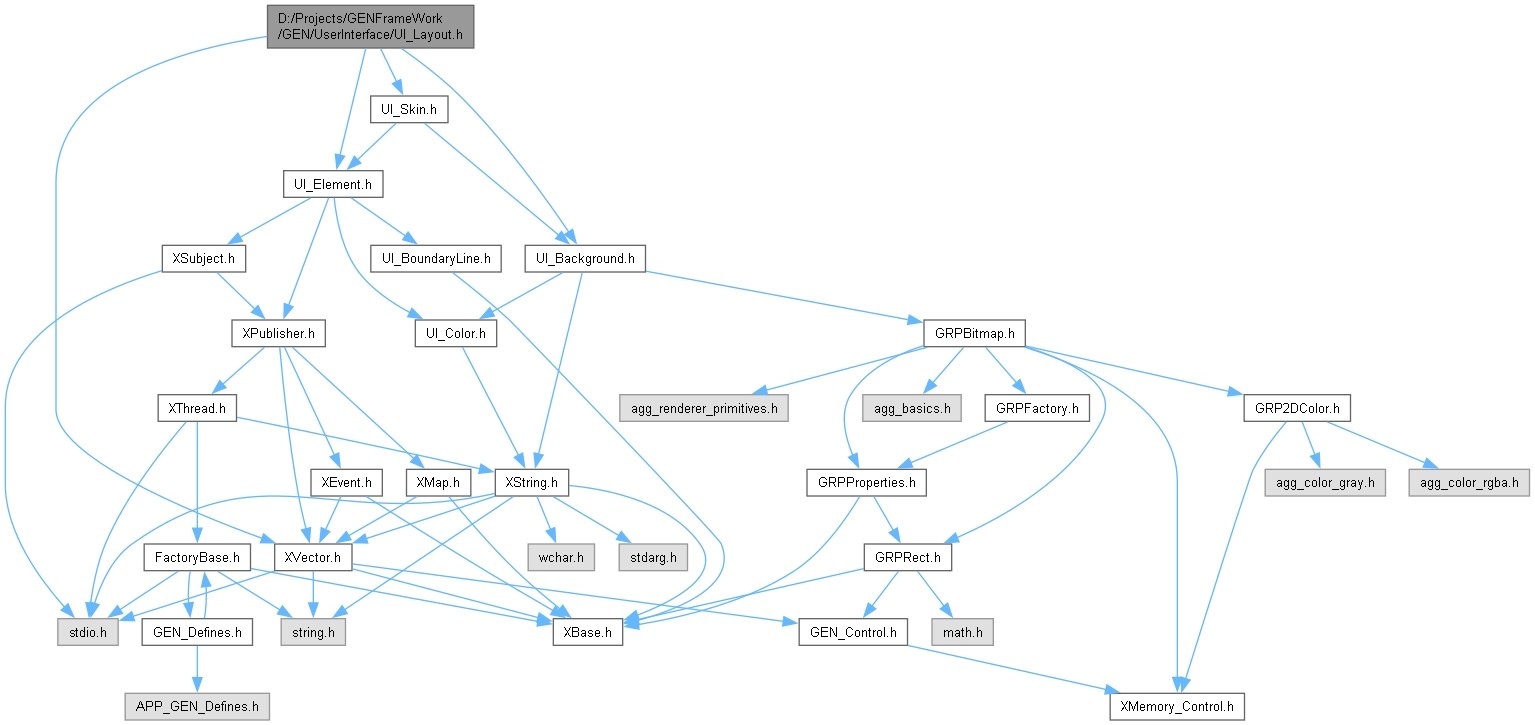 D:/Projects/GENFrameWork
/GEN/UserInterface/UI_Layout.h
UI_Skin.h
UI_Element.h
XSubject.h
UI_BoundaryLine.h
UI_Background.h
XPublisher.h
UI_Color.h
GRPBitmap.h
XThread.h
agg_renderer_primitives.h
agg_basics.h
GRPFactory.h
GRP2DColor.h
XEvent.h
XMap.h
XString.h
GRPProperties.h
agg_color_gray.h
agg_color_rgba.h
FactoryBase.h
XVector.h
wchar.h
stdarg.h
GRPRect.h
stdio.h
GEN_Defines.h
string.h
XBase.h
GEN_Control.h
math.h
APP_GEN_Defines.h
XMemory_Control.h